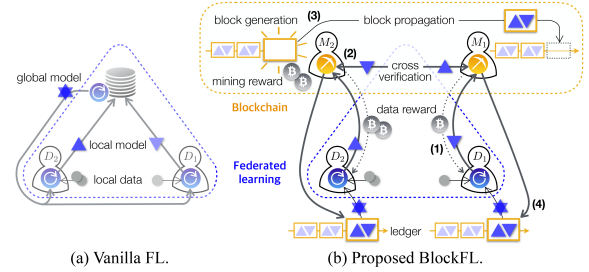 block generation
(3)
block propagation
M2
(2)
M1
cross
verification
mining reward
Blockchain
data reward
global model
local model
D2
D1
local data
Federated
learning
(1)
D2
D1
(4)
ledger
(a) Vanilla FL.
(b) Proposed BlockFL.